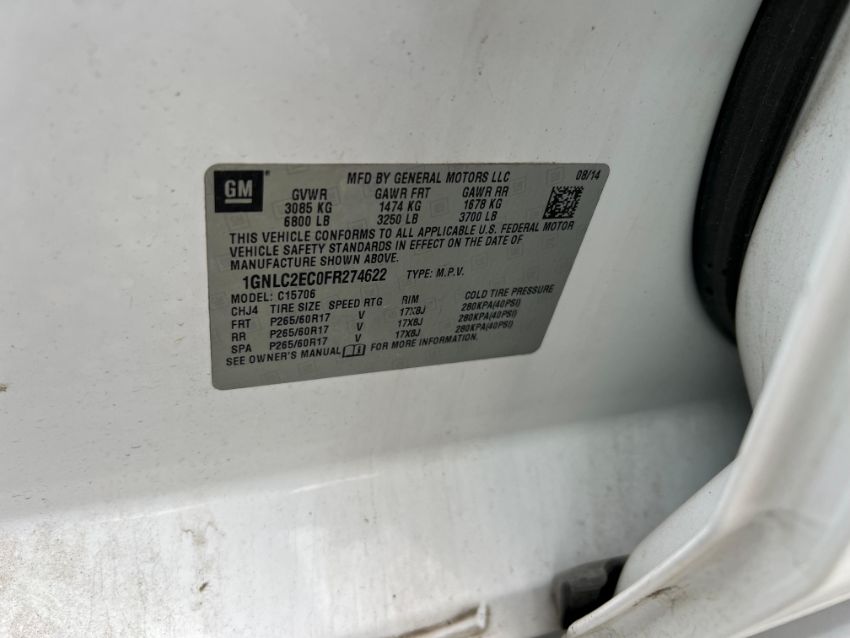 GM
MFD BY GENERAL MOTORS LLC 08/14
GVWR GAWR FRT GAWR RR
3085 KG 1474 KG 1678 KG
6800 LB 3250 LB 3700 LB
THIS VEHICLE CONFORMS TO ALL APPLICABLE U.S. FEDERAL MOTOR
VEHICLE SAFETY STANDARDS IN EFFECT ON THE DATE OF
MANUFACTURE SHOWN ABOVE.
1GNLC2EC0FR274622 TYPE: M.P.V.
MODEL: C15706
CHJ4 TIRE SIZE SPEED RTG RIM COLD TIRE PRESSURE
FRT P265/60R17 V 17X8J 280KPA(40PSI)
RR P265/60R17 V 17X8J 280KPA(40PSI)
SPA P265/60R17 V 17X8J 280KPA(40PSI)
SEE OWNER'S MANUAL FOR MORE INFORMATION.